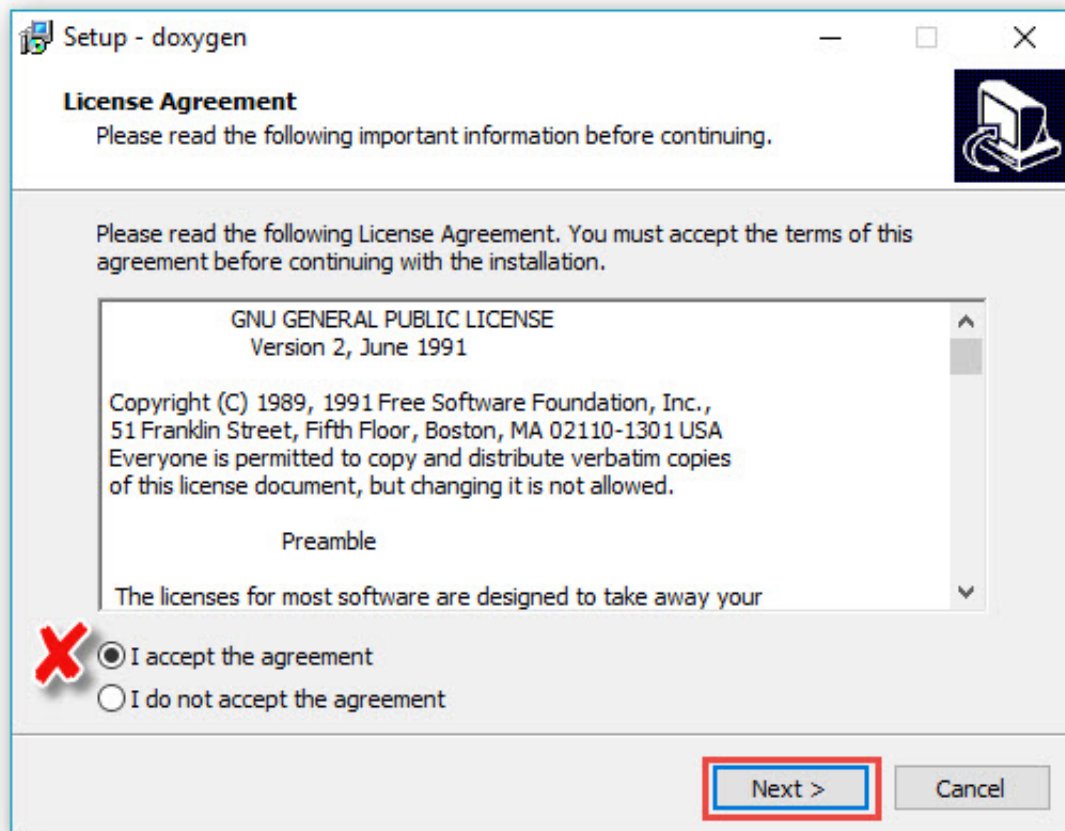 Setup - doxygen
License Agreement
Please read the following important information before continuing.
Please read the following License Agreement. You must accept the terms of this
agreement before continuing with the installation.
GNU GENERAL PUBLIC LICENSE
Version 2, June 1991
Copyright (C) 1989, 1991 Free Software Foundation, Inc.,
51 Franklin Street, Fifth Floor, Boston, MA 02110-1301 USA
Everyone is permitted to copy and distribute verbatim copies
of this license document, but changing it is not allowed.
Preamble
The licenses for most software are designed to take away your
I accept the agreement
I do not accept the agreement
Next >
Cancel